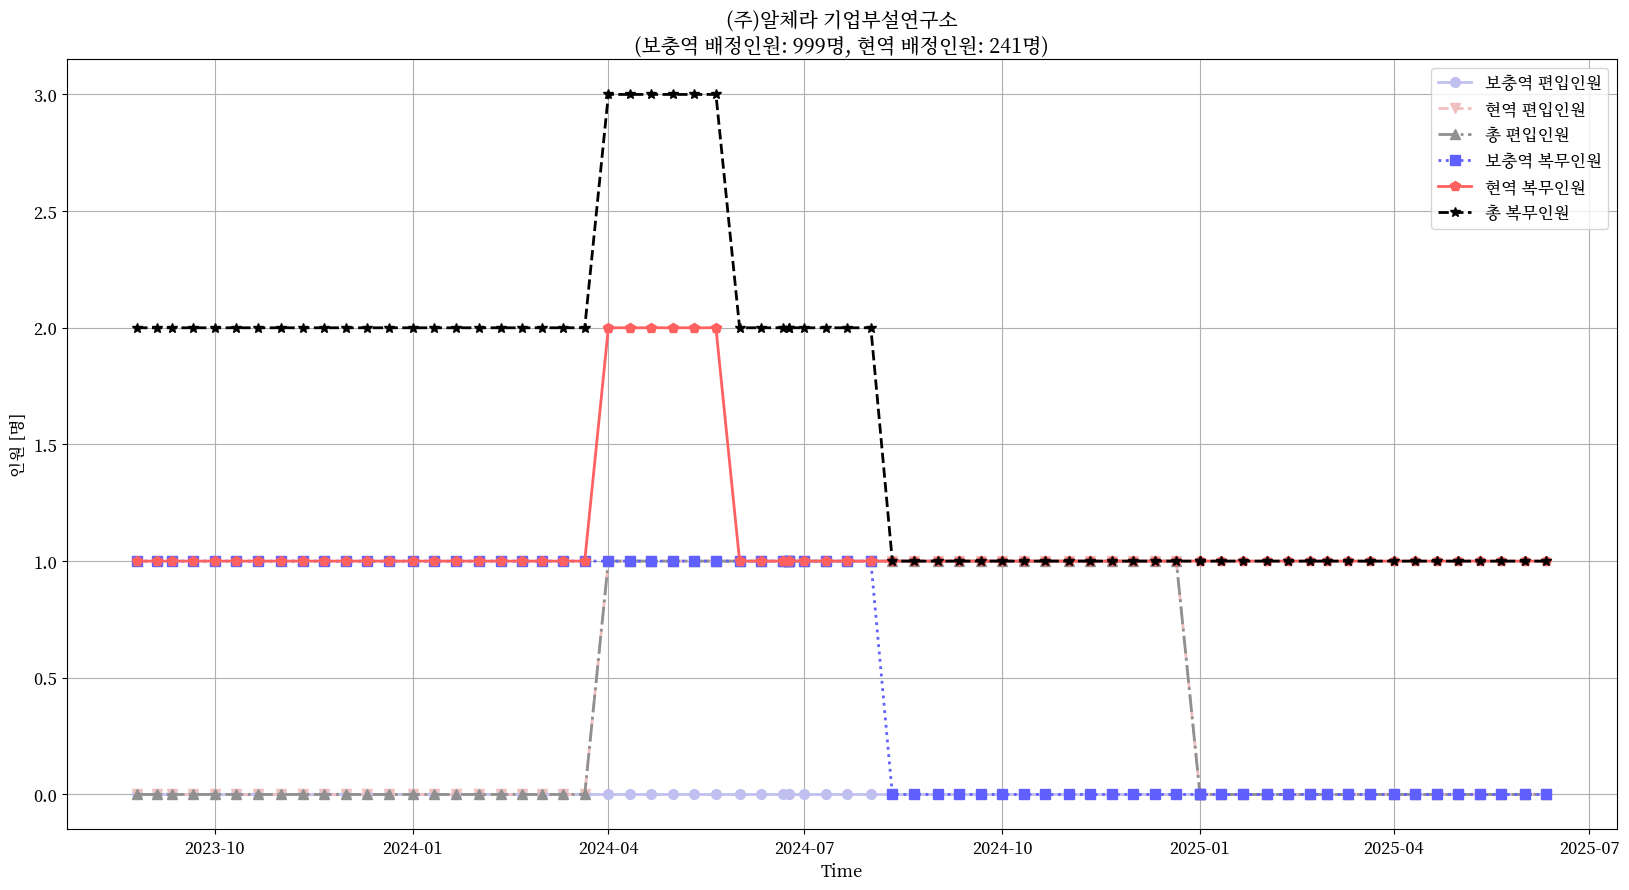 (주)알체라 기업부설연구소
(보충역 배정인원: 999명, 현역 배정인원: 241명)
보충역 편입인원
현역 편입인원
총 편입인원
보충역 복무인원
현역 복무인원
총 복무인원
인원 [명]
3.0
2.5
2.0
1.5
1.0
0.5
0.0
2023-10 2024-01 2024-04 2024-07 2024-10 2025-01 2025-04 2025-07
Time